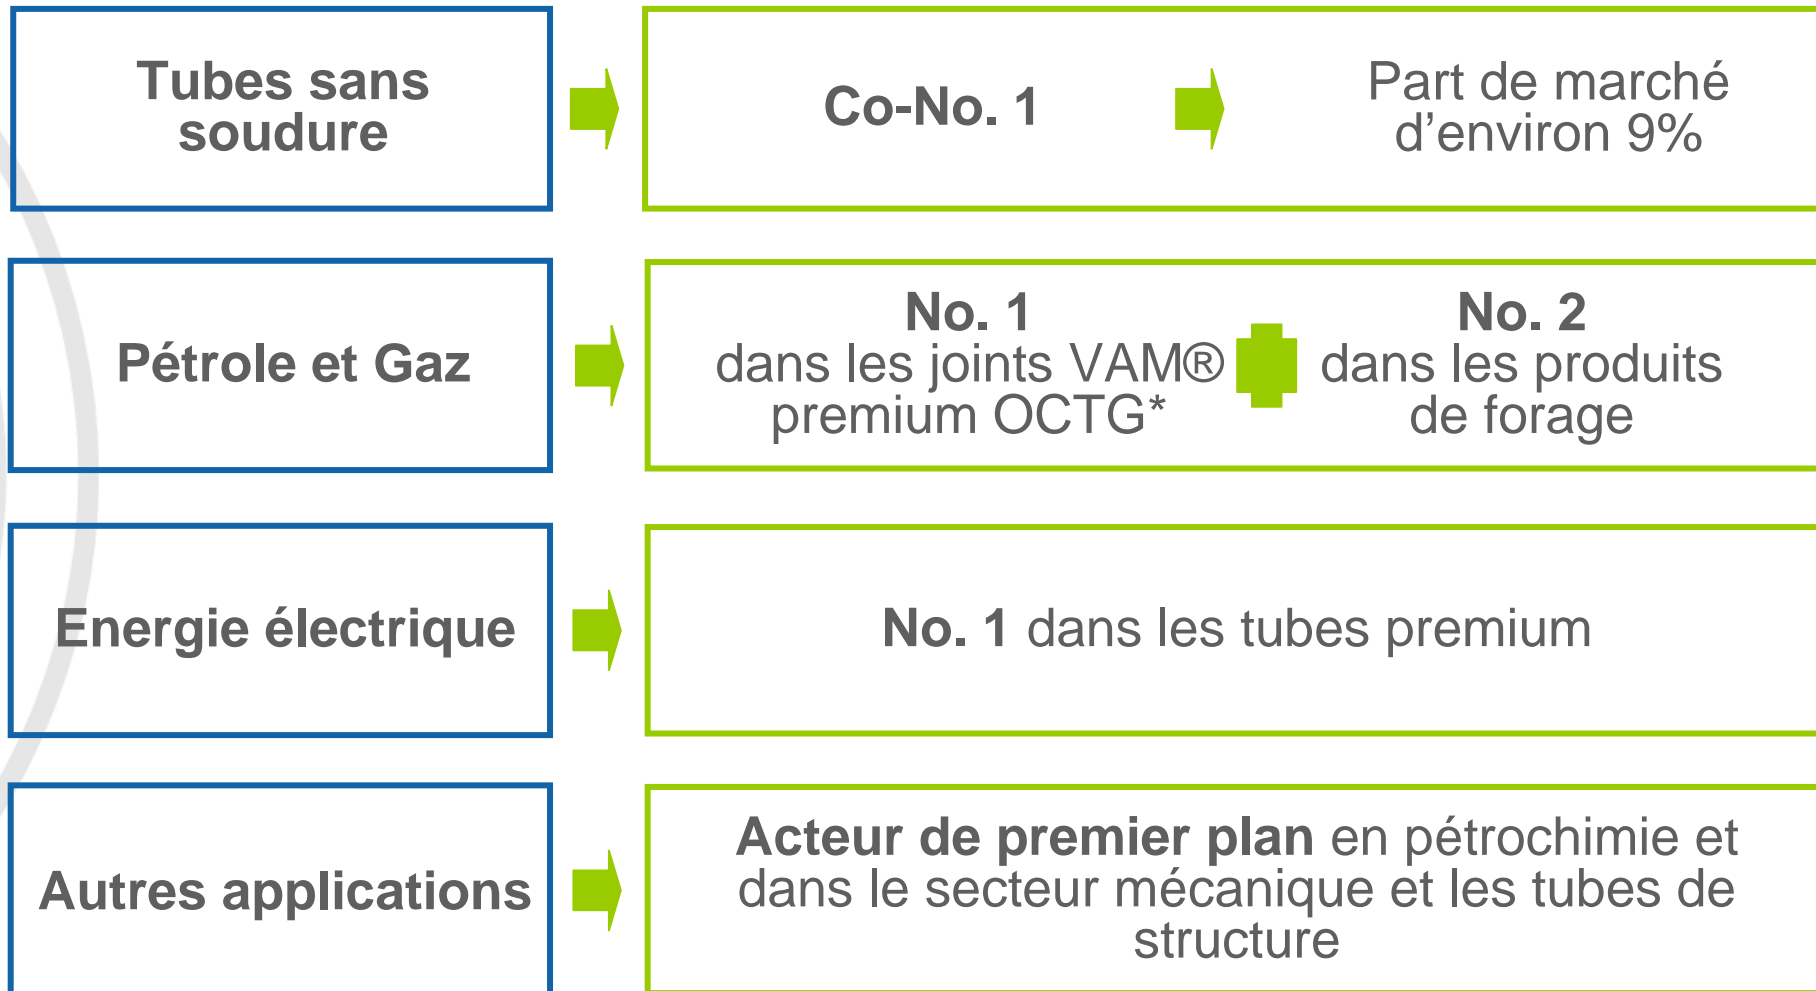 Tubes sans
soudure
Co-No. 1
Part de marché
d’environ 9%
Pétrole et Gaz
No. 1
dans les joints VAM®
premium OCTG*
No. 2
dans les produits
de forage
Energie électrique
No. 1 dans les tubes premium
Autres applications
Acteur de premier plan en pétrochimie et
dans le secteur mécanique et les tubes de
structure